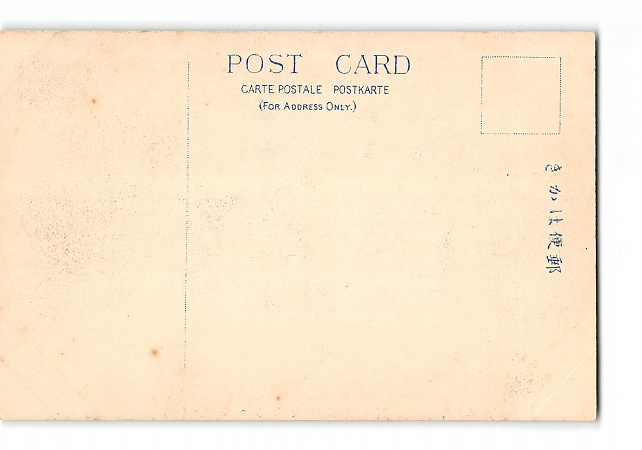 POST CARD
CARTE POSTALE POSTKARTE
(FOR ADDRESS ONLY.)
きかは便郵